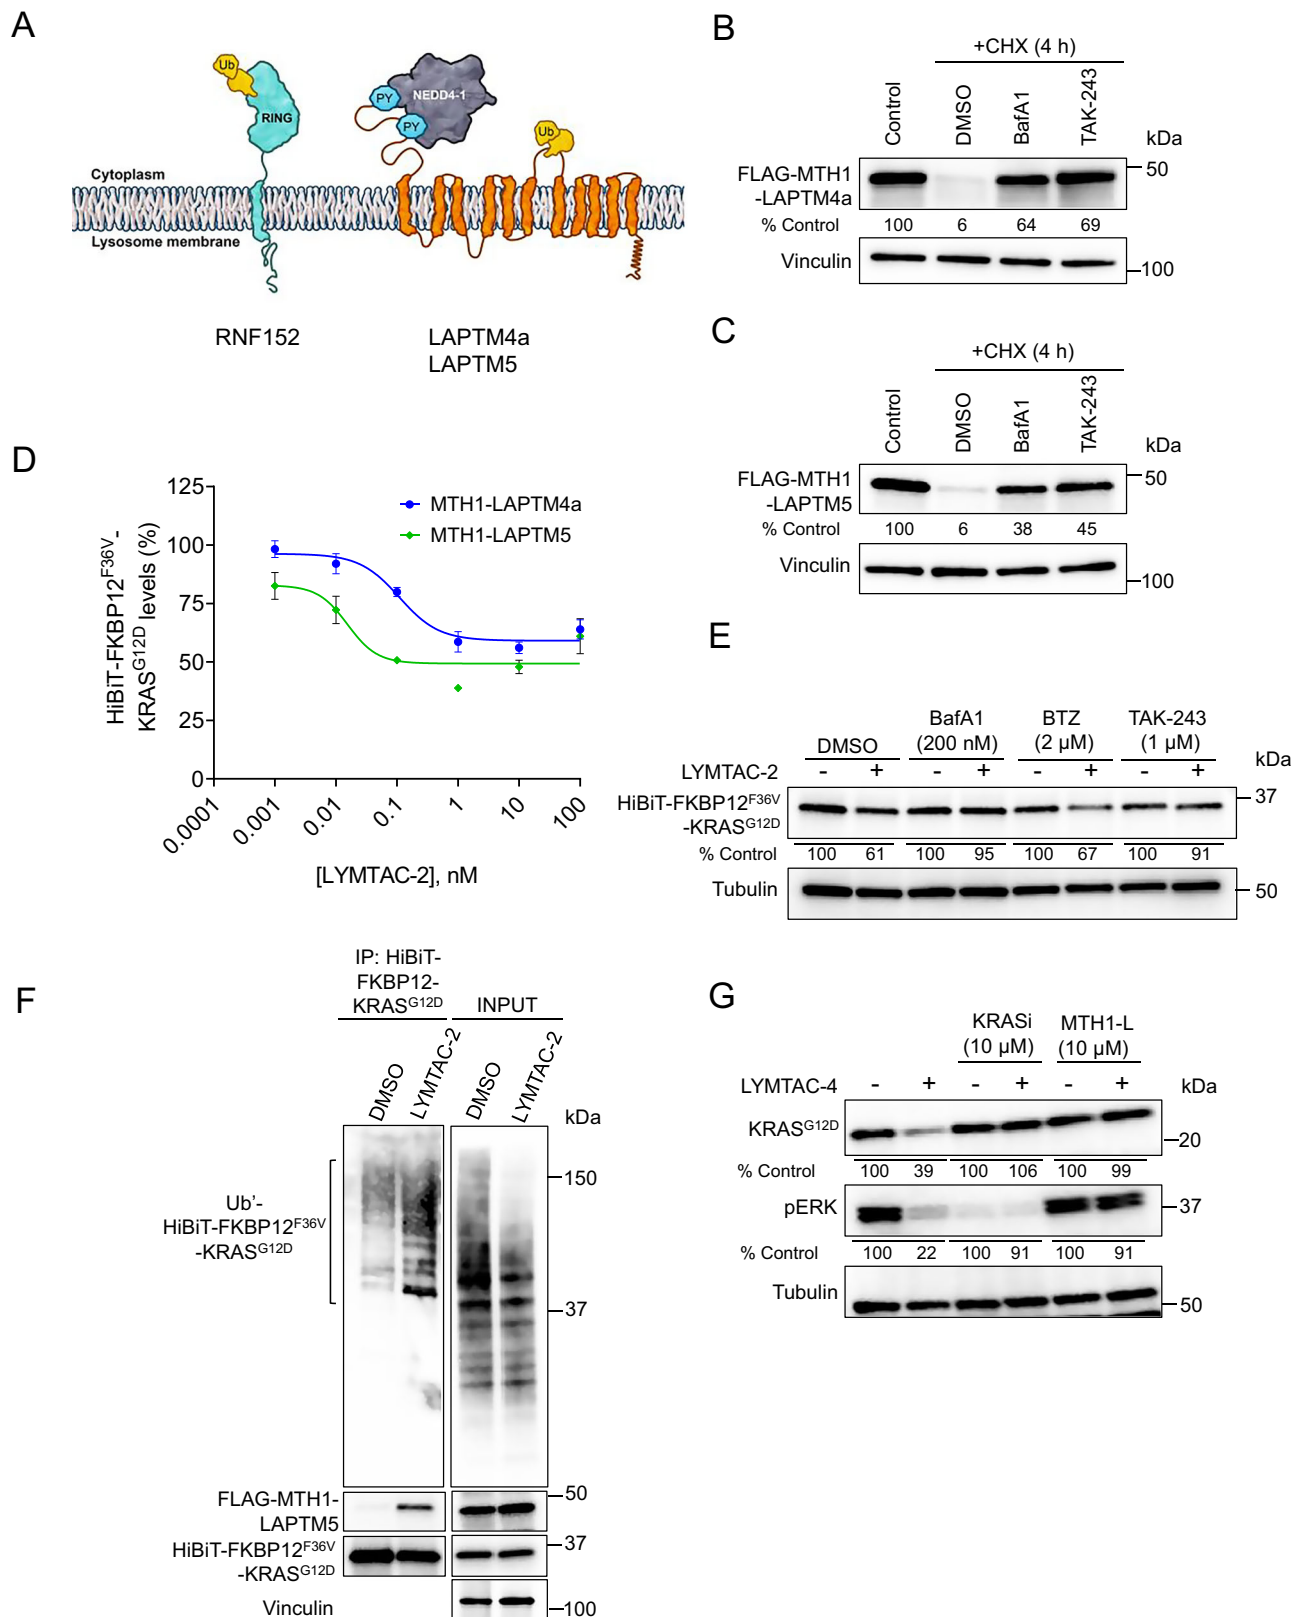 A
Ub
RING
PY
NEDD4-1
PY
Ub
Cytoplasm
Lysosome membrane
RNF152
LAPTM4a
LAPTM5
B
+CHX (4 h)
Control
DMSO
BafA1
TAK-243
kDa
FLAG-MTH1
-LAPTM4a
50
% Control
100 6 64 69
Vinculin
100
C
+CHX (4 h)
Control
DMSO
BafA1
TAK-243
kDa
FLAG-MTH1
-LAPTM5
50
% Control
100 6 38 45
Vinculin
100
D
HiBiT-FKBP12F36V-
KRASG12D levels (%)
125
100
75
50
25
0
MTH1-LAPTM4a
MTH1-LAPTM5
0.0001 0.001 0.01 0.1 1 10 100
[LYMTAC-2], nM
E
DMSO
BafA1
(200 nM)
BTZ
(2 µM)
TAK-243
(1 µM)
kDa
LYMTAC-2 - + - + - + - +
HiBiT-FKBP12F36V
-KRASG12D
37
% Control 100 61 100 95 100 67 100 91
Tubulin
50
F
IP: HiBiT-
FKBP12-
KRASG12D
INPUT
DMSO
LYMTAC-2
DMSO
LYMTAC-2
kDa
150
Ub'-
HiBiT-FKBP12F36V
-KRASG12D
37
FLAG-MTH1-
LAPTM5
50
HiBiT-FKBP12F36V
-KRASG12D
37
Vinculin
100
G
KRASi
(10 µM)
MTH1-L
(10 µM)
LYMTAC-4 - + - + - +
kDa
KRASG12D
20
% Control 100 39 100 106 100 99
pERK
37
% Control 100 22 100 91 100 91
Tubulin
50